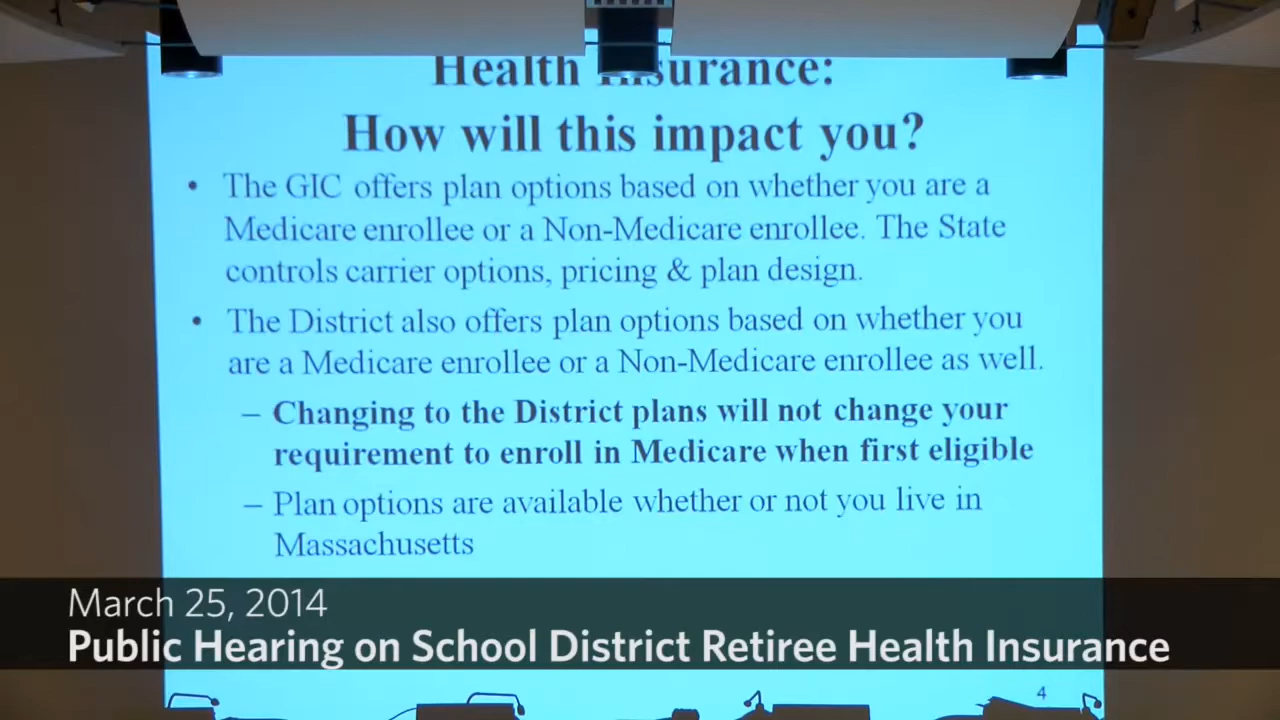 Health Insurance:
How will this impact you?
• The GIC offers plan options based on whether you are a
Medicare enrollee or a Non-Medicare enrollee. The State
controls carrier options, pricing & plan design.
• The District also offers plan options based on whether you
are a Medicare enrollee or a Non-Medicare enrollee as well.
– Changing to the District plans will not change your
requirement to enroll in Medicare when first eligible
– Plan options are available whether or not you live in
Massachusetts
March 25, 2014
Public Hearing on School District Retiree Health Insurance
4